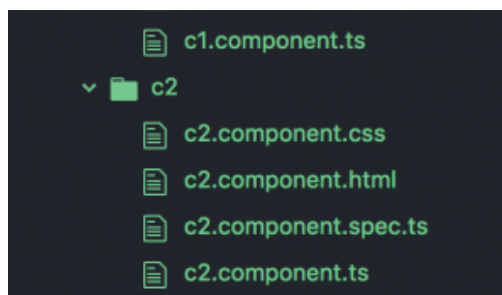 c1.component.ts
c2
c2.component.css
c2.component.html
c2.component.spec.ts
c2.component.ts